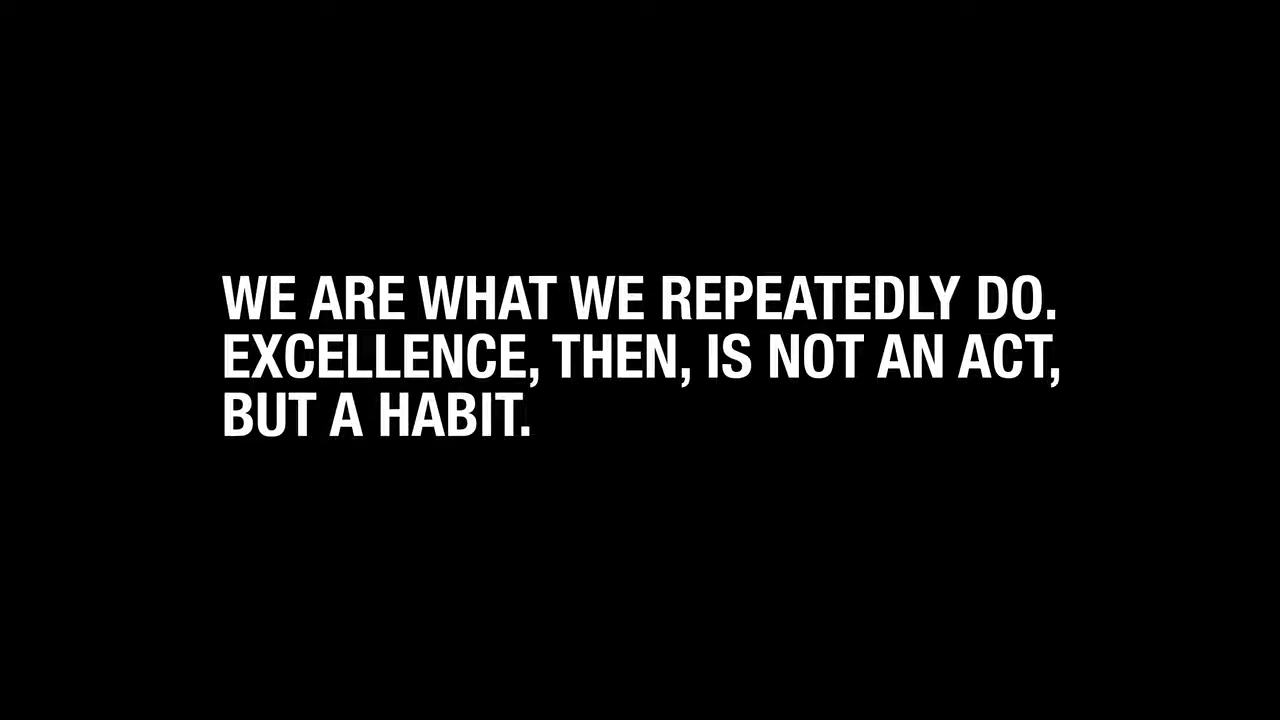 WE ARE WHAT WE REPEATEDLY DO.
EXCELLENCE, THEN, IS NOT AN ACT,
BUT A HABIT.